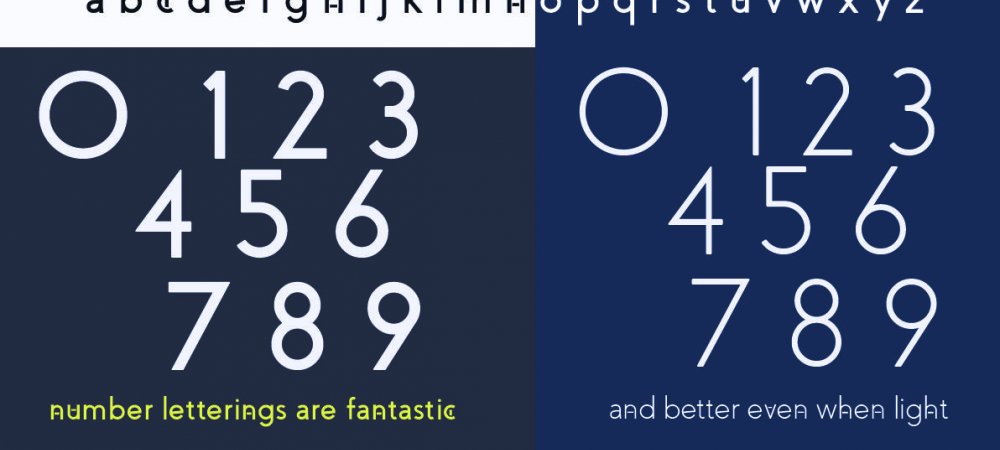 a b c d e f g h i j k l m n o p q r s t u v w x y z
0 1 2 3
4 5 6
7 8 9
number letterings are fantastic
0 1 2 3
4 5 6
7 8 9
and better even when light